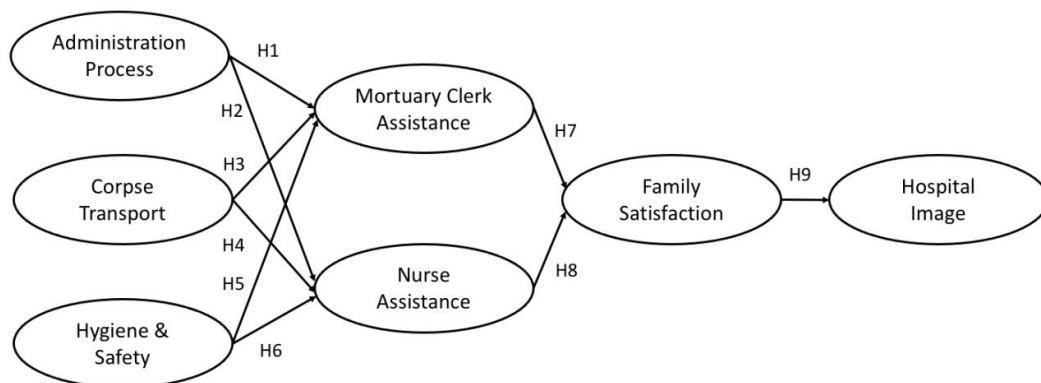 Administration
Process
H1
H2
Mortuary Clerk
Assistance
H7
H3
Corpse
Transport
Family
Satisfaction
H9
Hospital
Image
H4
H5
Nurse
Assistance
H8
Hygiene &
Safety
H6